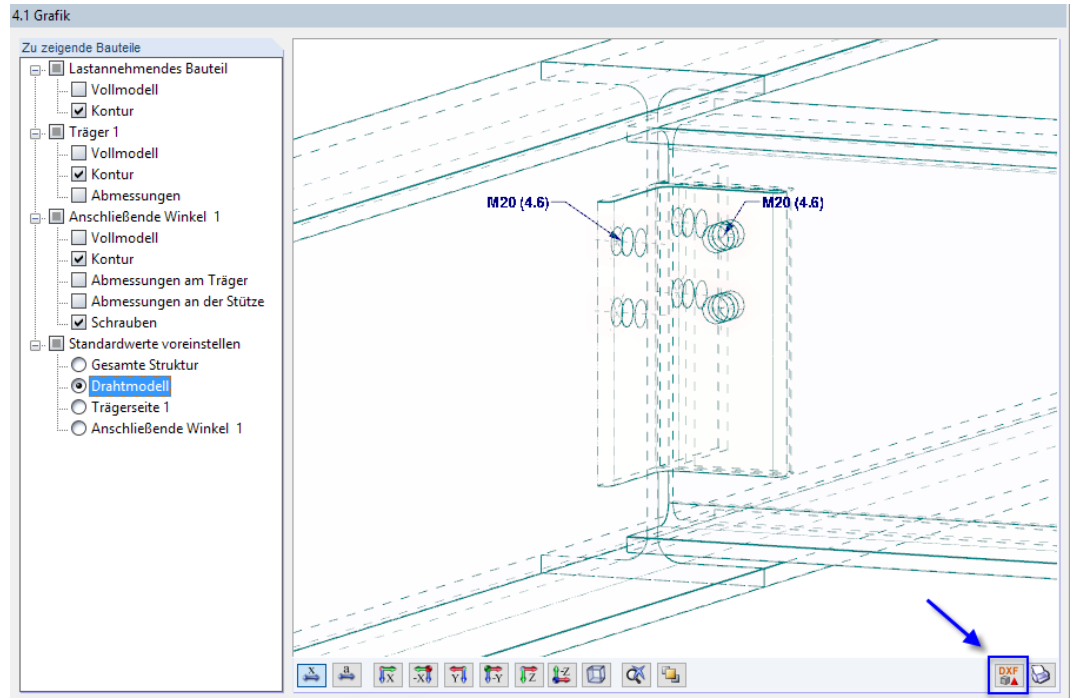 4.1 Grafik
Zu zeigende Bauteile
Lastannehmendes Bauteil
Vollmodell
Kontur
Träger 1
Vollmodell
Kontur
Abmessungen
Anschließende Winkel 1
Vollmodell
Kontur
Abmessungen am Träger
Abmessungen an der Stütze
Schrauben
Standardwerte voreinstellen
Gesamte Struktur
Drahtmodell
Trägerseite 1
Anschließende Winkel 1
M20 (4.6) M20 (4.6)
x a X -X Y -Y Z -Z DXF